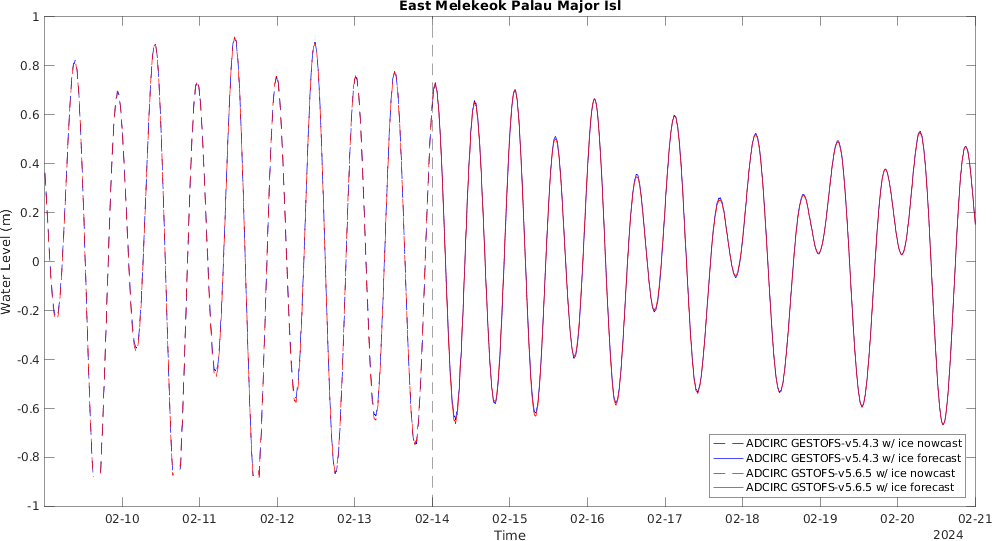 East Melekeok Palau Major Isl
1
0.8
0.6
0.4
0.2
0
-0.2
-0.4
-0.6
-0.8
-1
Water Level (m)
ADCIRC GESTOFS-v5.4.3 w/ ice nowcast
ADCIRC GESTOFS-v5.4.3 w/ ice forecast
ADCIRC GSTOFS-v5.6.5 w/ ice nowcast
ADCIRC GSTOFS-v5.6.5 w/ ice forecast
02-10 02-11 02-12 02-13 02-14 02-15 02-16 02-17 02-18 02-19 02-20 02-21
Time
2024